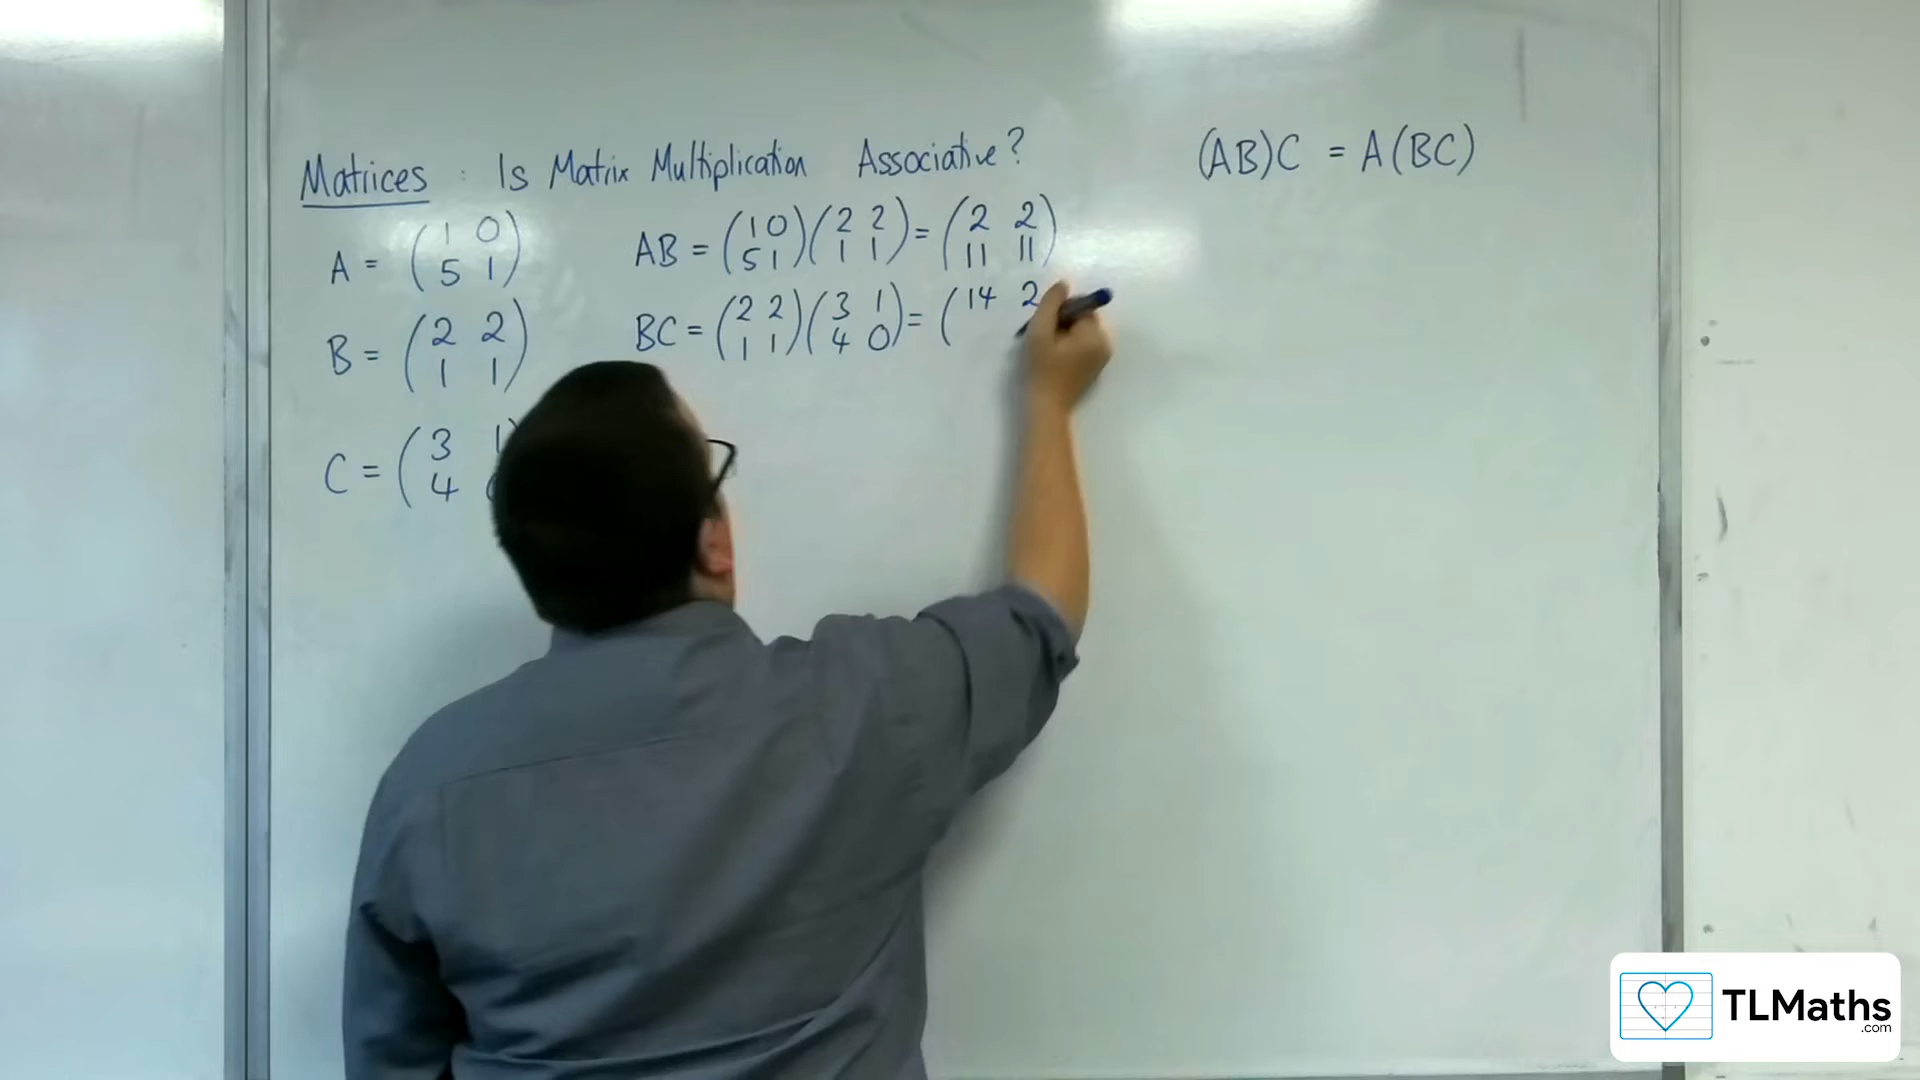 Matrices : Is Matrix Multiplication Associative?
(AB)C = A(BC)
A = (1 0
5 1)
AB = (1 0
5 1)(2 2
1 1) = (2 2
11 11)
B = (2 2
1 1)
BC = (2 2
1 1)(3 1
4 0) = (14 2
C = (3 1)
4
TLMaths
.com